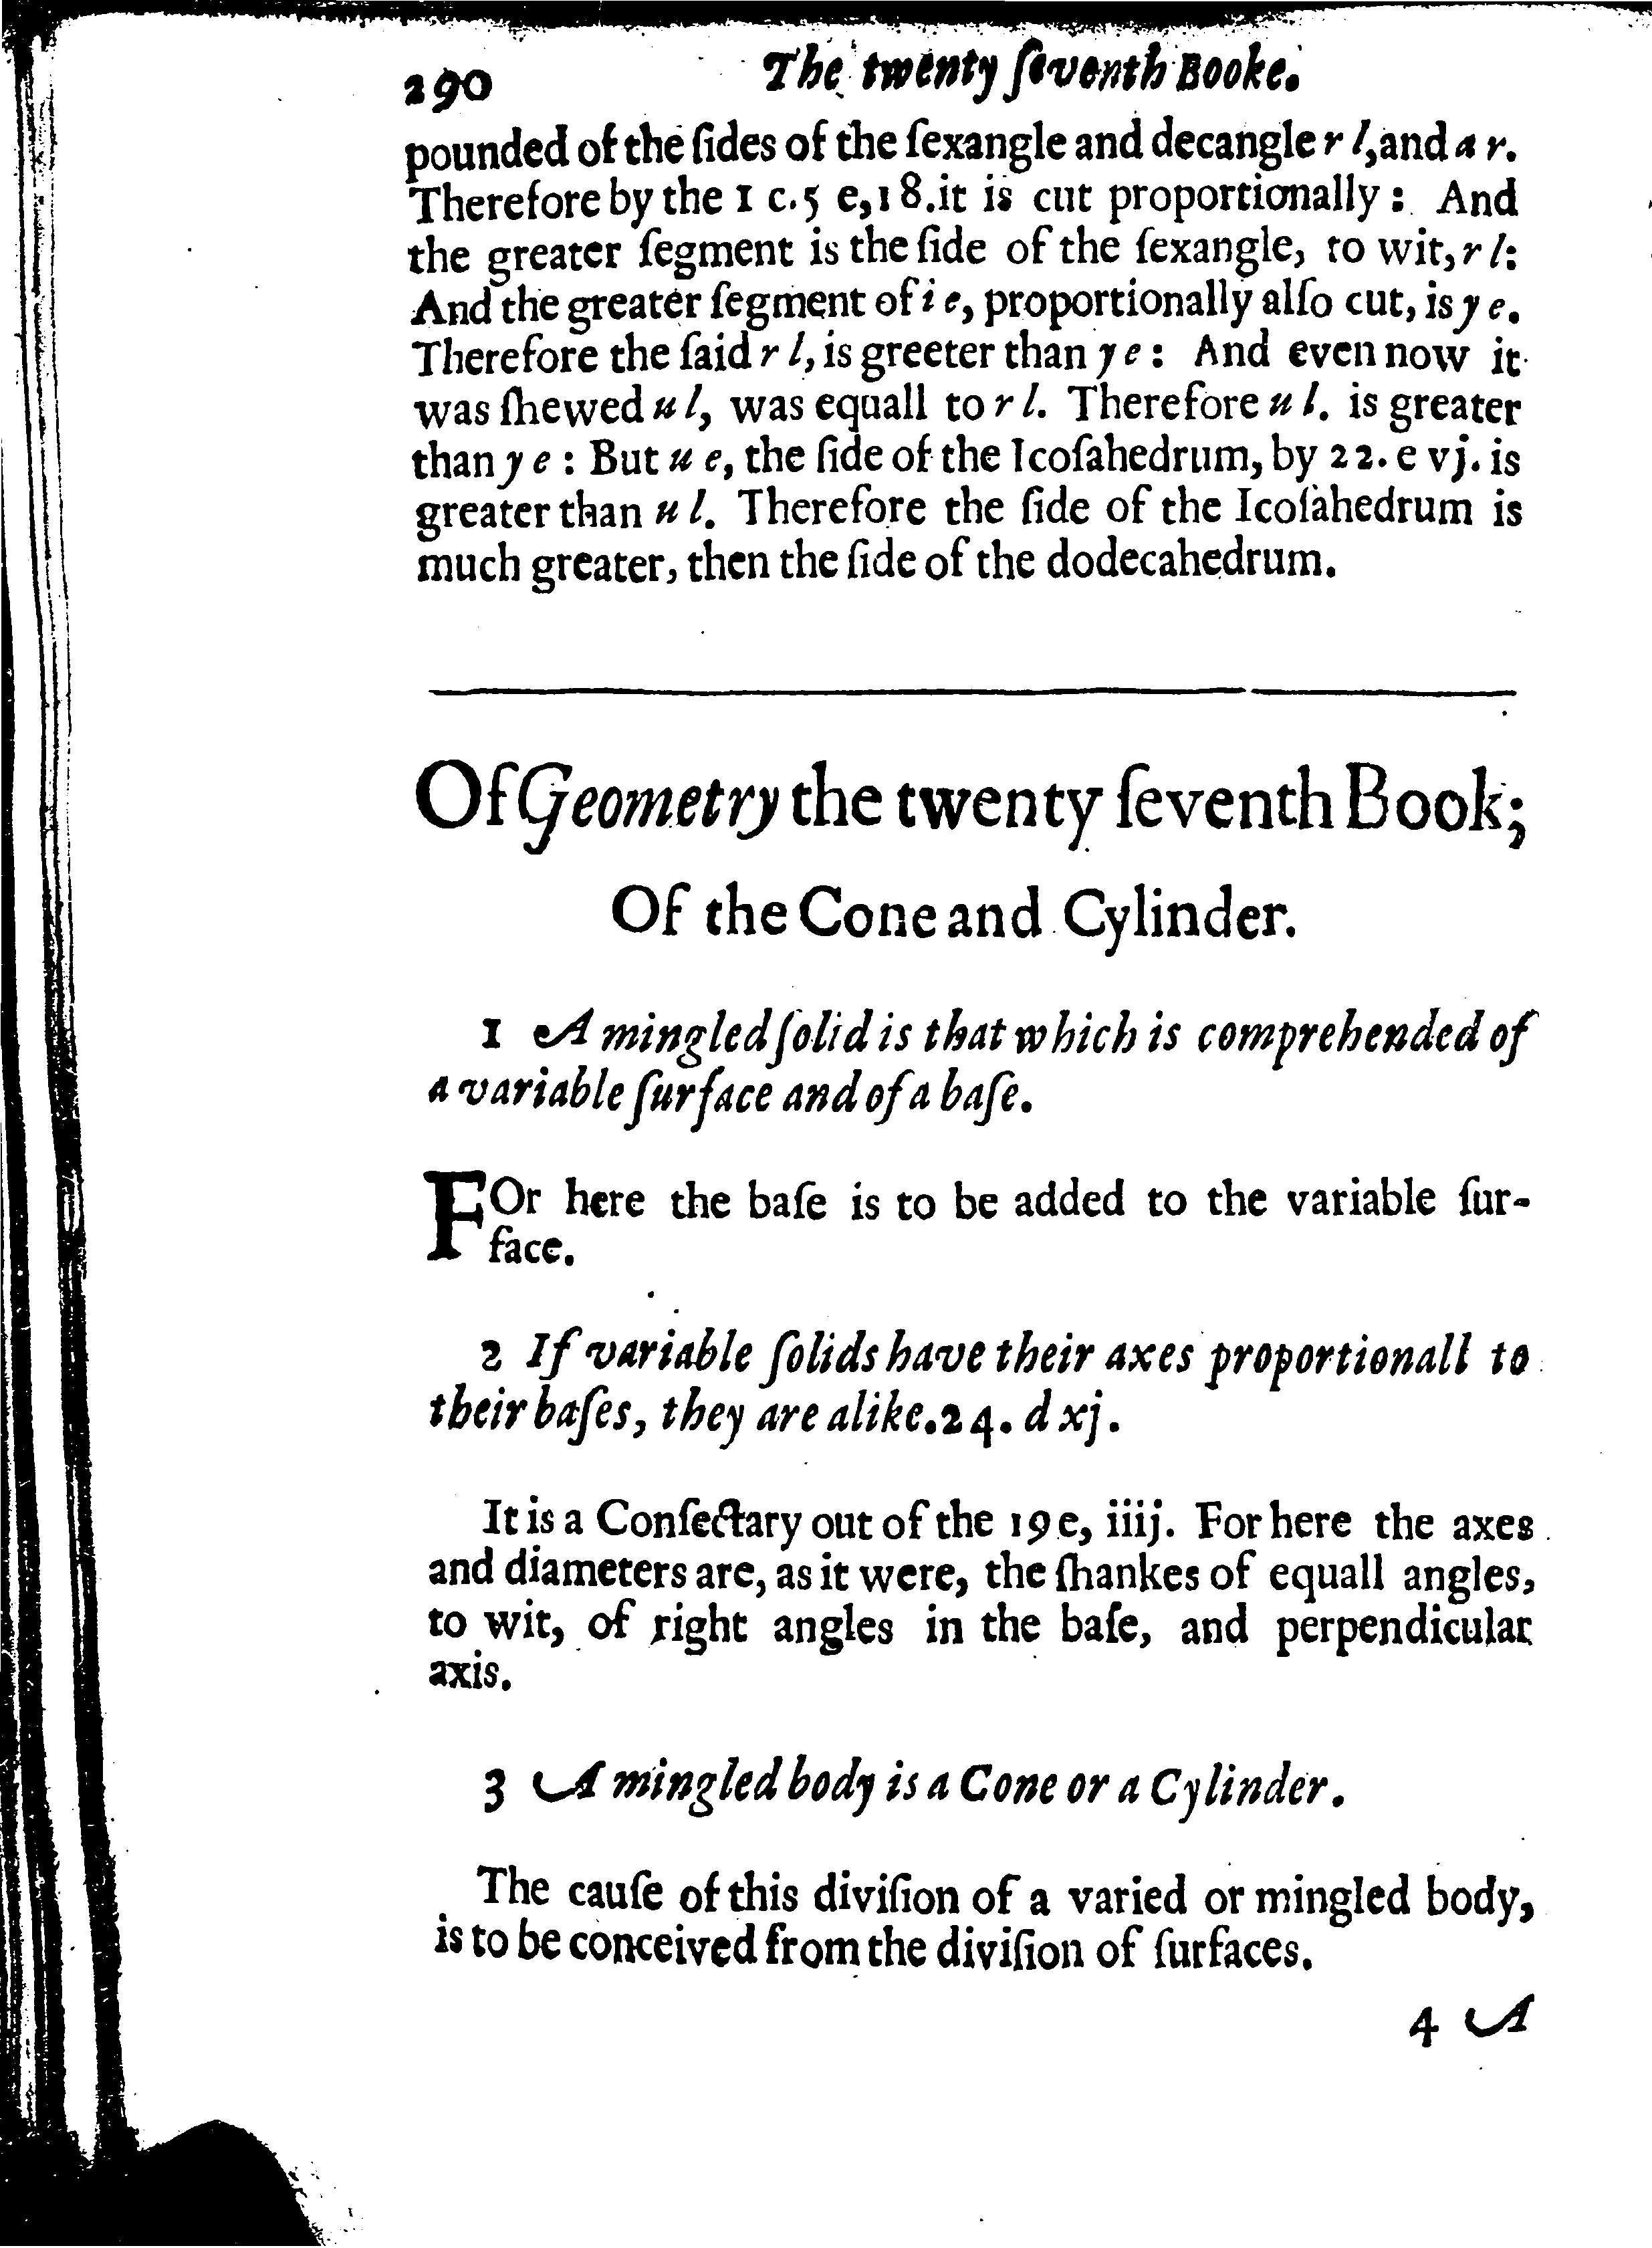 290 The twenty ſeventh Booke.
pounded of the ſides of the ſexangle and decangle r l, and a r.
Therefore by the 1 c. 5 e, 18. it is cut proportionally: And
the greater ſegment is the ſide of the ſexangle, to wit, r l:
And the greater ſegment of i e, proportionally alſo cut, is y e.
Therefore the ſaid r l, is greeter than y e: And even now it
was ſhewed u l, was equall to r l. Therefore u l. is greater
than y e: But u e, the ſide of the Icoſahedrum, by 22. e vj. is
greater than u l. Therefore the ſide of the Icoſahedrum is
much greater, then the ſide of the dodecahedrum.
Of Geometry the twenty ſeventh Book;
Of the Cone and Cylinder.
1 A mingled ſolid is that which is comprehended of
a variable ſurface and of a baſe.
FOr here the baſe is to be added to the variable ſur-
face.
2 If variable ſolids have their axes proportionall to
their baſes, they are alike. 24. d xj.
It is a Conſectary out of the 19 e, iiij. For here the axes
and diameters are, as it were, the ſhankes of equall angles,
to wit, of right angles in the baſe, and perpendicular
axis.
3 A mingled body is a Cone or a Cylinder.
The cauſe of this diviſion of a varied or mingled body,
is to be conceived from the diviſion of ſurfaces.
4 A